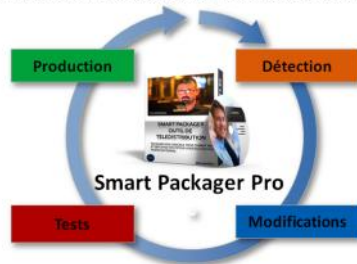 Production
Détection
SMART PACKAGER
OUTIL DE
TELEDISTRIBUTION
Smart Packager Pro
Tests
Modifications